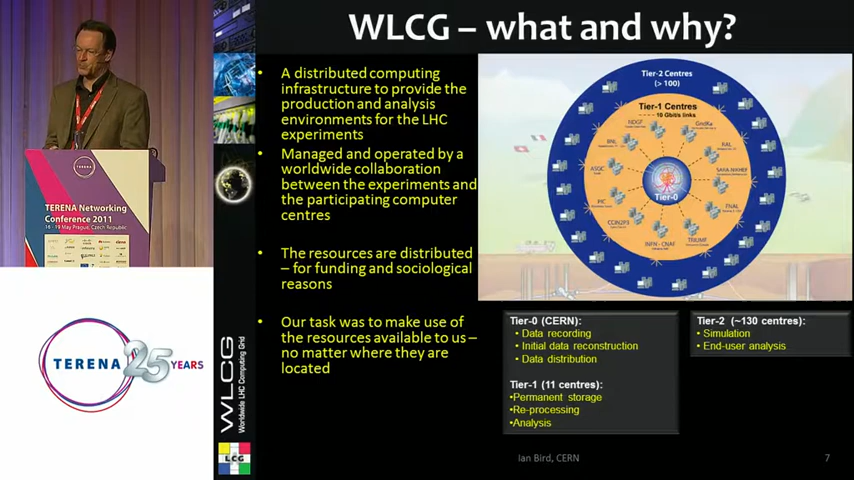 WLCG – what and why?
• A distributed computing
infrastructure to provide the
production and analysis
environments for the LHC
experiments
• Managed and operated by a
worldwide collaboration
between the experiments and
the participating computer
centres
• The resources are distributed
– for funding and sociological
reasons
• Our task was to make use of
the resources available to us –
no matter where they are
located
Tier-2 Centres
(> 100)
Tier-1 Centres
10 Gbit/s links
NDGF
GridKa
BNL
RAL
ASGC
SARA-NIKHEF
Tier-0
PIC
FNAL
CCIN2P3
TRIUMF
INFN - CNAF
Tier-0 (CERN):
• Data recording
• Initial data reconstruction
• Data distribution
Tier-1 (11 centres):
•Permanent storage
•Re-processing
•Analysis
Tier-2 (~130 centres):
• Simulation
• End-user analysis
Ian Bird, CERN
7
WLCG
Worldwide LHC Computing Grid
LCG
TERENA
TERENA Networking
Conference 2011
16 - 19 May Prague, Czech Republic
TERENA 25 YEARS